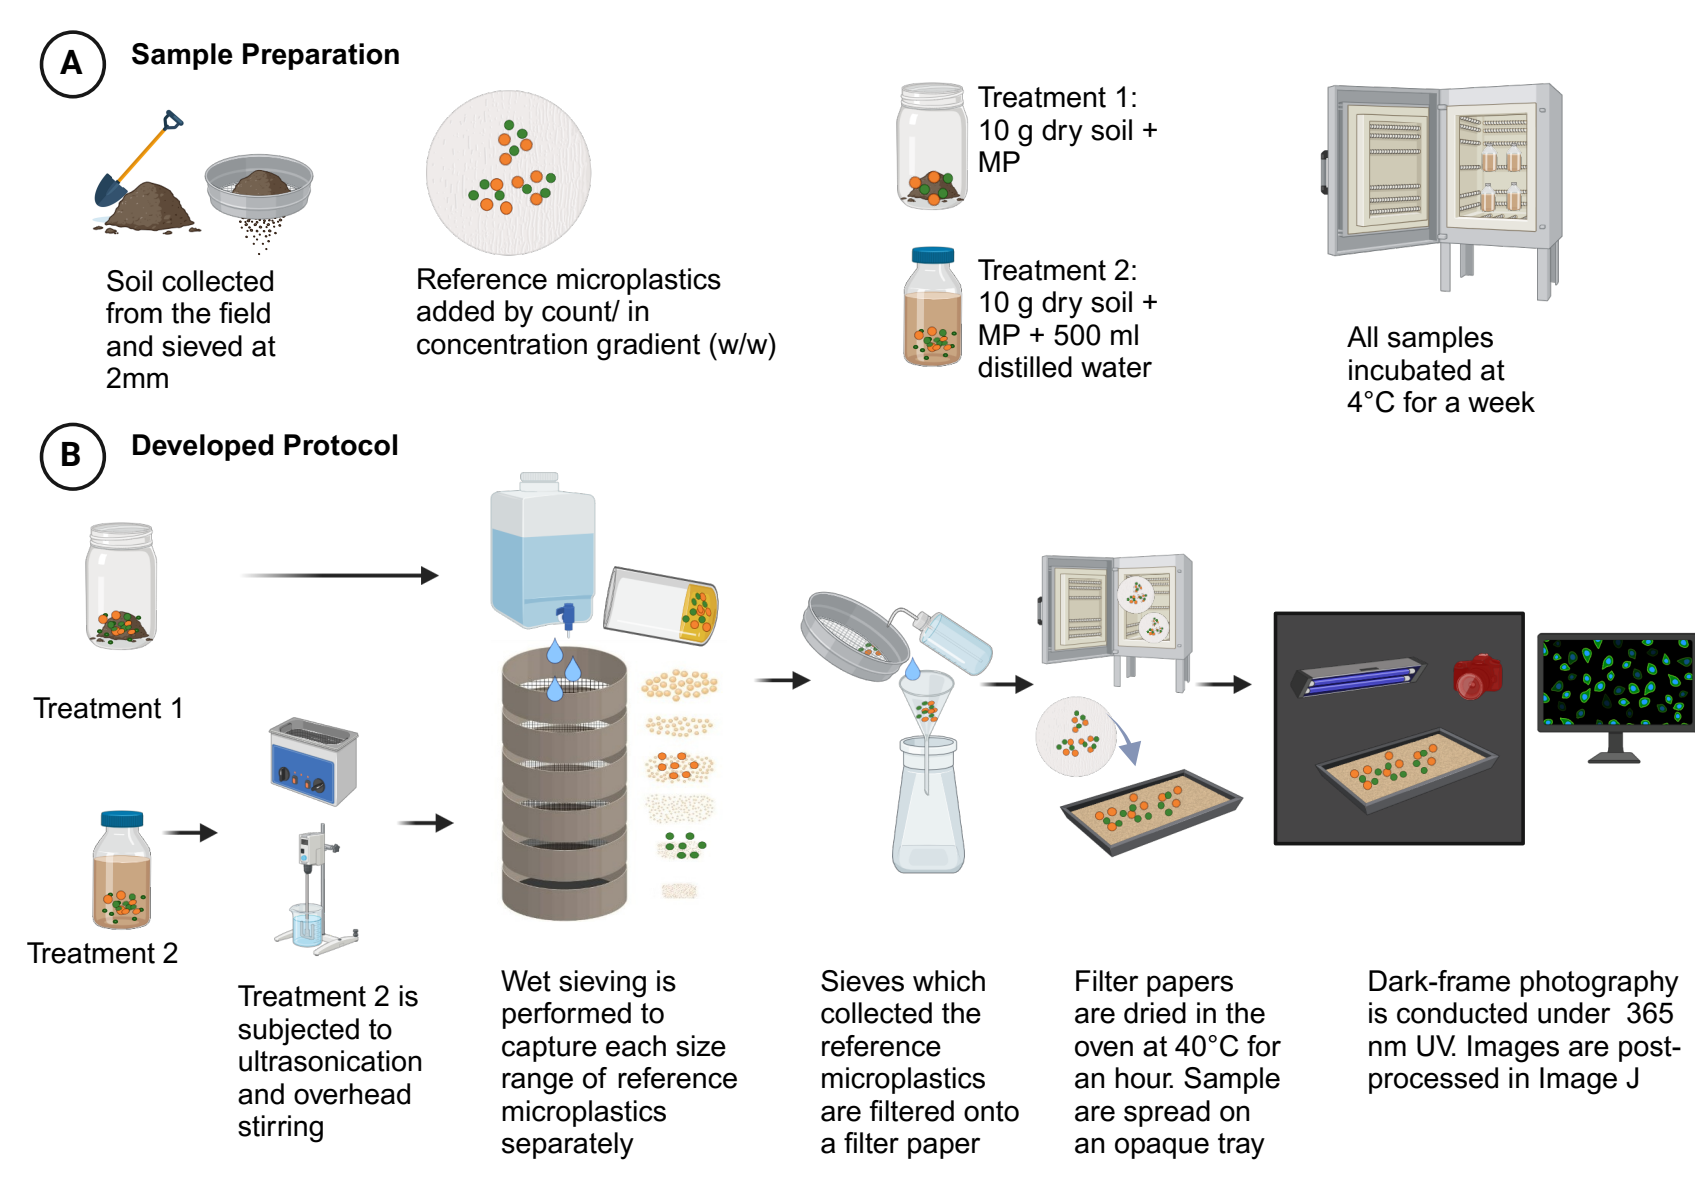 A
Sample Preparation
Soil collected
from the field
and sieved at
2mm
Reference microplastics
added by count/ in
concentration gradient (w/w)
Treatment 1:
10 g dry soil +
MP
Treatment 2:
10 g dry soil +
MP + 500 ml
distilled water
All samples
incubated at
4°C for a week
B
Developed Protocol
Treatment 1
Treatment 2
Treatment 2 is
subjected to
ultrasonication
and overhead
stirring
Wet sieving is
performed to
capture each size
range of reference
microplastics
separately
Sieves which
collected the
reference
microplastics
are filtered onto
a filter paper
Filter papers
are dried in the
oven at 40°C for
an hour. Sample
are spread on
an opaque tray
Dark-frame photography
is conducted under 365
nm UV. Images are post-
processed in Image J